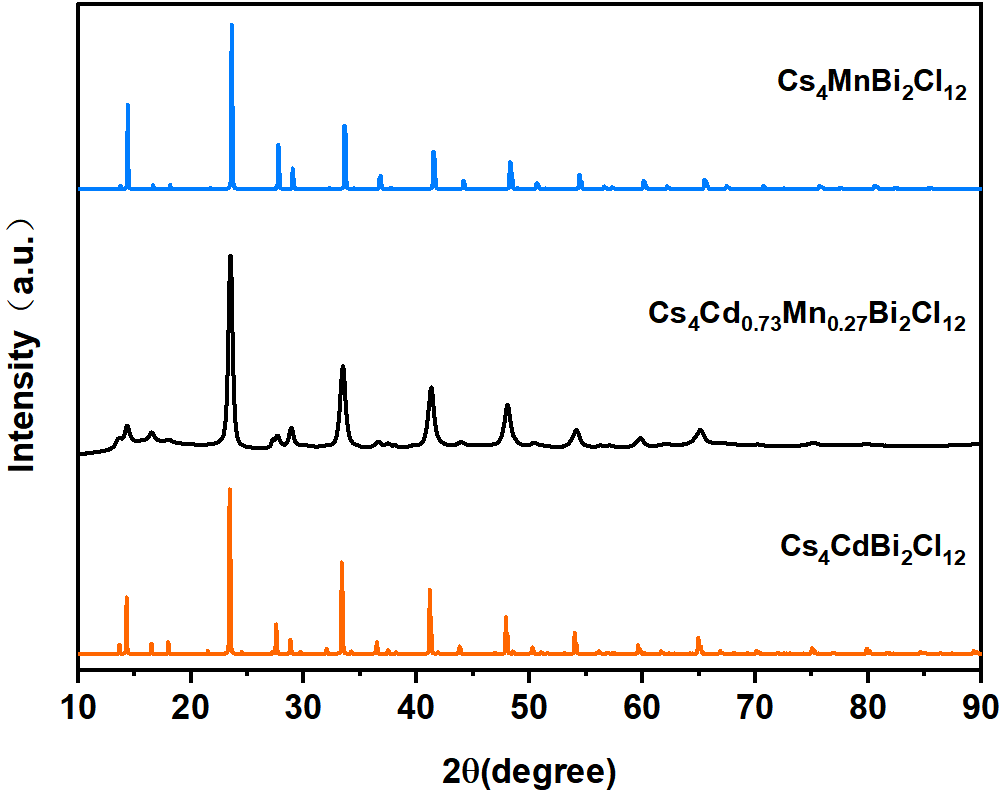 Cs₄MnBi₂Cl₁₂
Cs₄Cd₀.₇₃Mn₀.₂₇Bi₂Cl₁₂
Cs₄CdBi₂Cl₁₂
Intensity（a.u.）
10 20 30 40 50 60 70 80 90
2θ(degree)